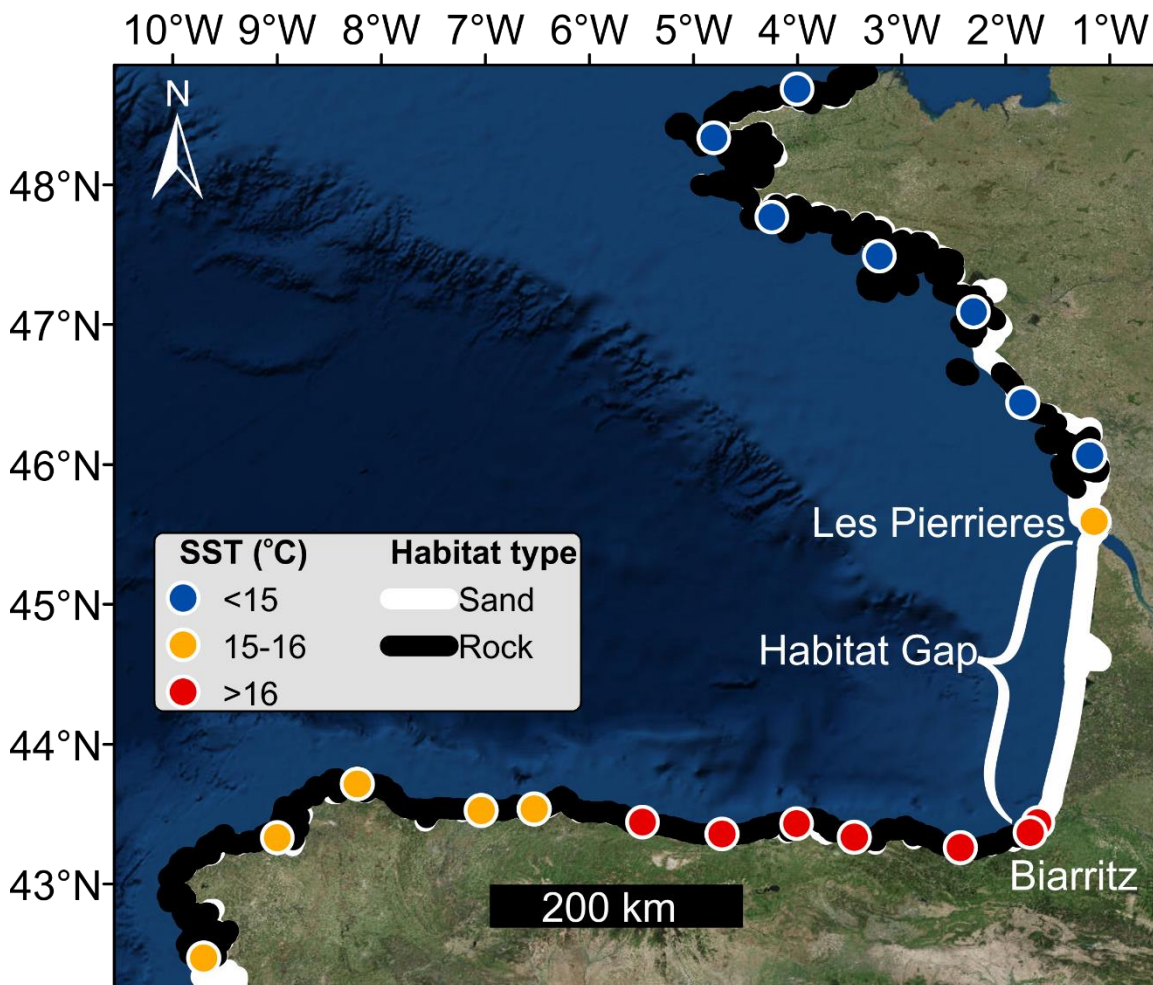 10°W 9°W 8°W 7°W 6°W 5°W 4°W 3°W 2°W 1°W
N
48°N
47°N
46°N
Les Pierrieres
SST (°C) Habitat type
<15 Sand
45°N
15-16 Rock
Habitat Gap
>16
44°N
43°N
Biarritz
200 km